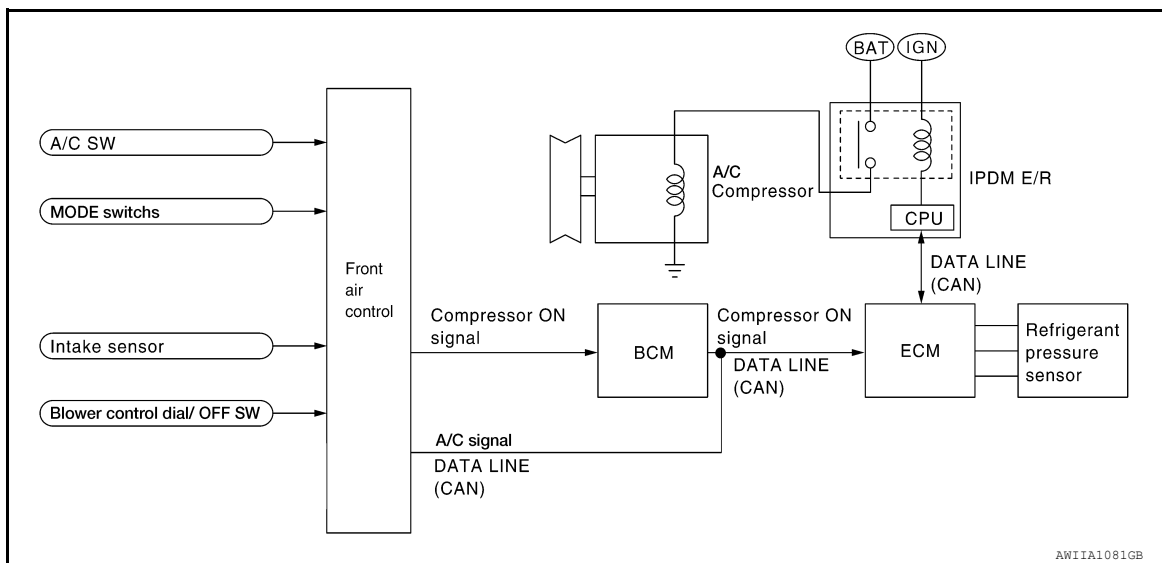 BAT
IGN
A/C SW
MODE switchs
Intake sensor
Blower control dial/ OFF SW
Front
air
control
A/C
Compressor
IPDM E/R
CPU
DATA LINE
(CAN)
Compressor ON
signal
BCM
Compressor ON
signal
DATA LINE
(CAN)
ECM
Refrigerant
pressure
sensor
A/C signal
DATA LINE
(CAN)
AWIIA1081GB